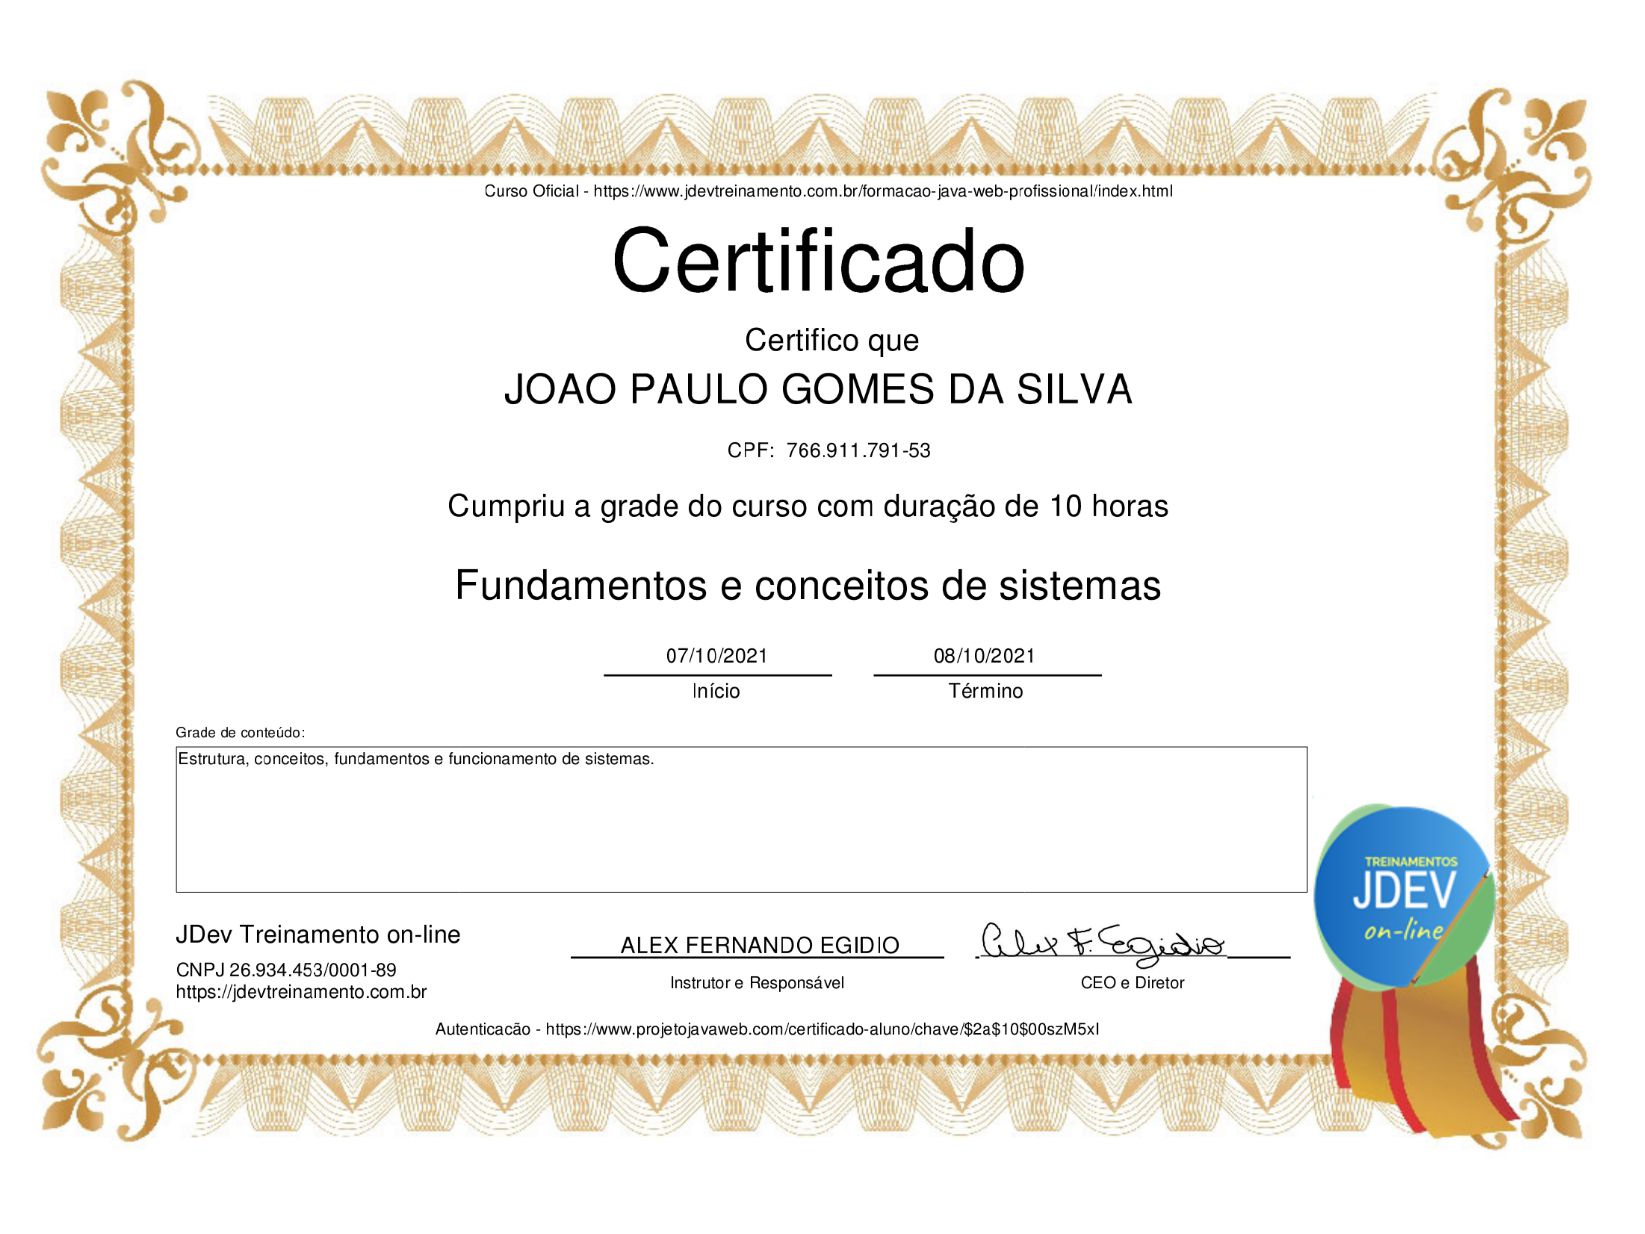 Curso Oficial - https://www.jdevtreinamento.com.br/formacao-java-web-profissional/index.html
Certificado
Certifico que
JOAO PAULO GOMES DA SILVA
CPF: 766.911.791-53
Cumpriu a grade do curso com duração de 10 horas
Fundamentos e conceitos de sistemas
07/10/2021 08/10/2021
Início Término
Grade de conteúdo:
Estrutura, conceitos, fundamentos e funcionamento de sistemas.
TREINAMENTOS
JDEV
on-line
JDev Treinamento on-line
ALEX FERNANDO EGIDIO Alex F. Egidio
CNPJ 26.934.453/0001-89
Instrutor e Responsável CEO e Diretor
https://jdevtreinamento.com.br
Autenticacão - https://www.projetojavaweb.com/certificado-aluno/chave/$2a$10$00szM5xI